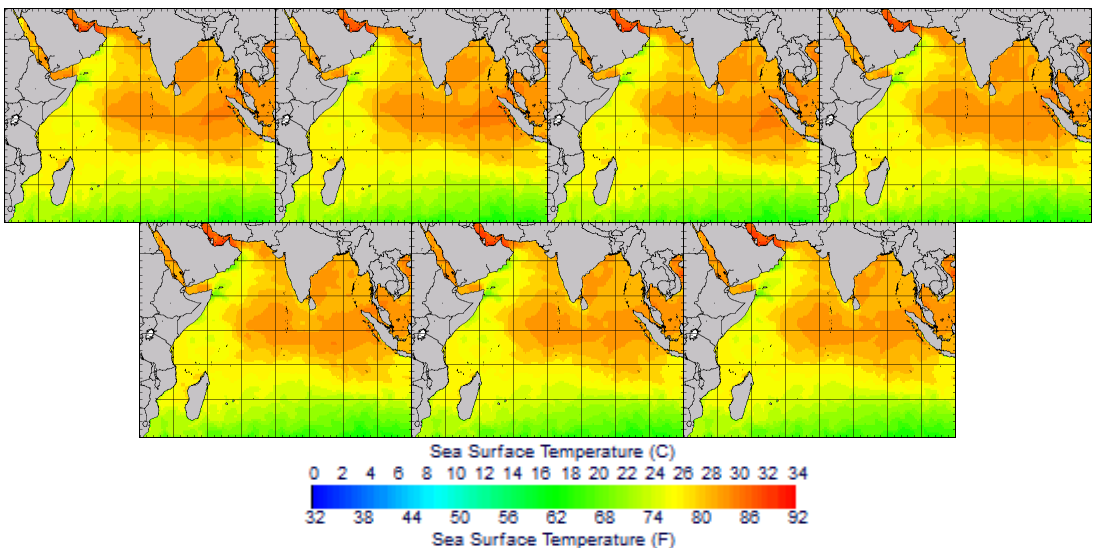 Sea Surface Temperature (C)
0 2 4 6 8 10 12 14 16 18 20 22 24 26 28 30 32 34
32 38 44 50 56 62 68 74 80 86 92
Sea Surface Temperature (F)